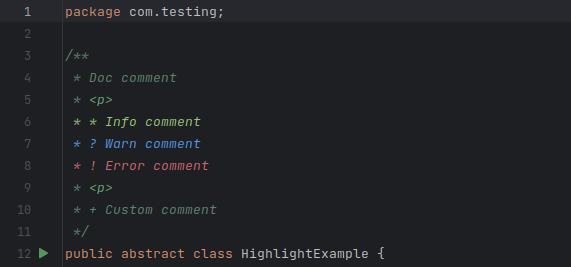 1 package com.testing;
2
3 /**
4 * Doc comment
5 * <p>
6 * * Info comment
7 * ? Warn comment
8 * ! Error comment
9 * <p>
10 * + Custom comment
11 */
12 public abstract class HighlightExample {